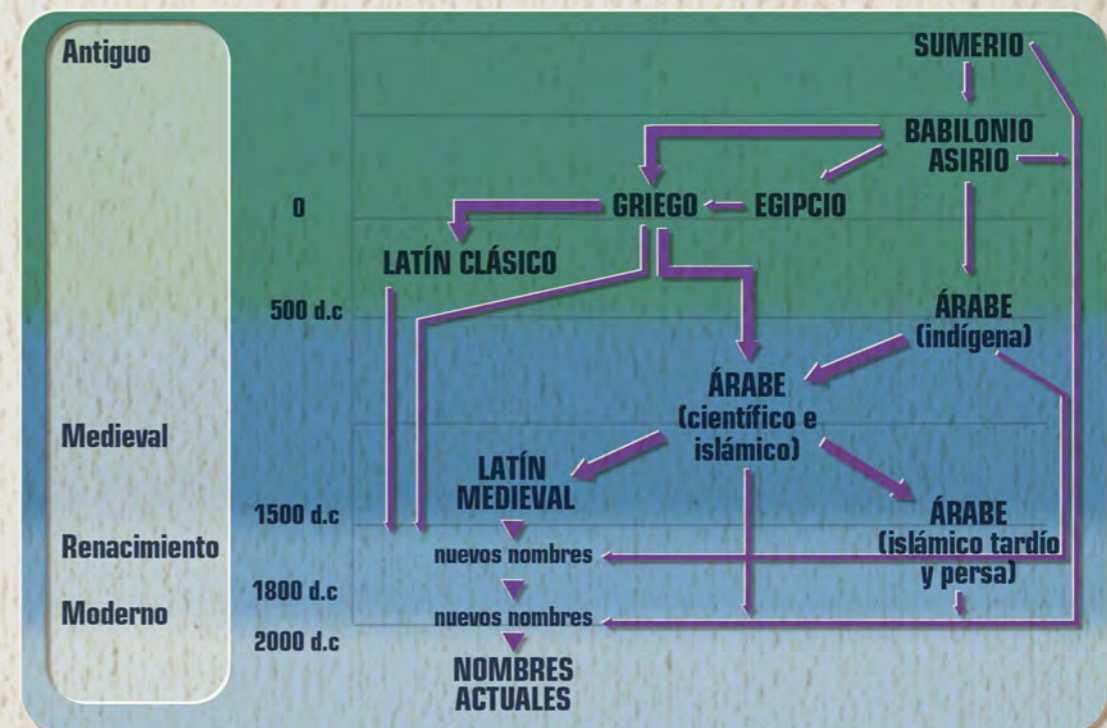 Antiguo
SUMERIO
BABILONIO
ASIRIO
0
GRIEGO
EGIPCIO
LATÍN CLÁSICO
500 d.c
ÁRABE
(indígena)
ÁRABE
(científico e
islámico)
Medieval
LATÍN
MEDIEVAL
1500 d.c
ÁRABE
(islámico tardío
y persa)
Renacimiento
nuevos nombres
1800 d.c
Moderno
nuevos nombres
2000 d.c
NOMBRES
ACTUALES